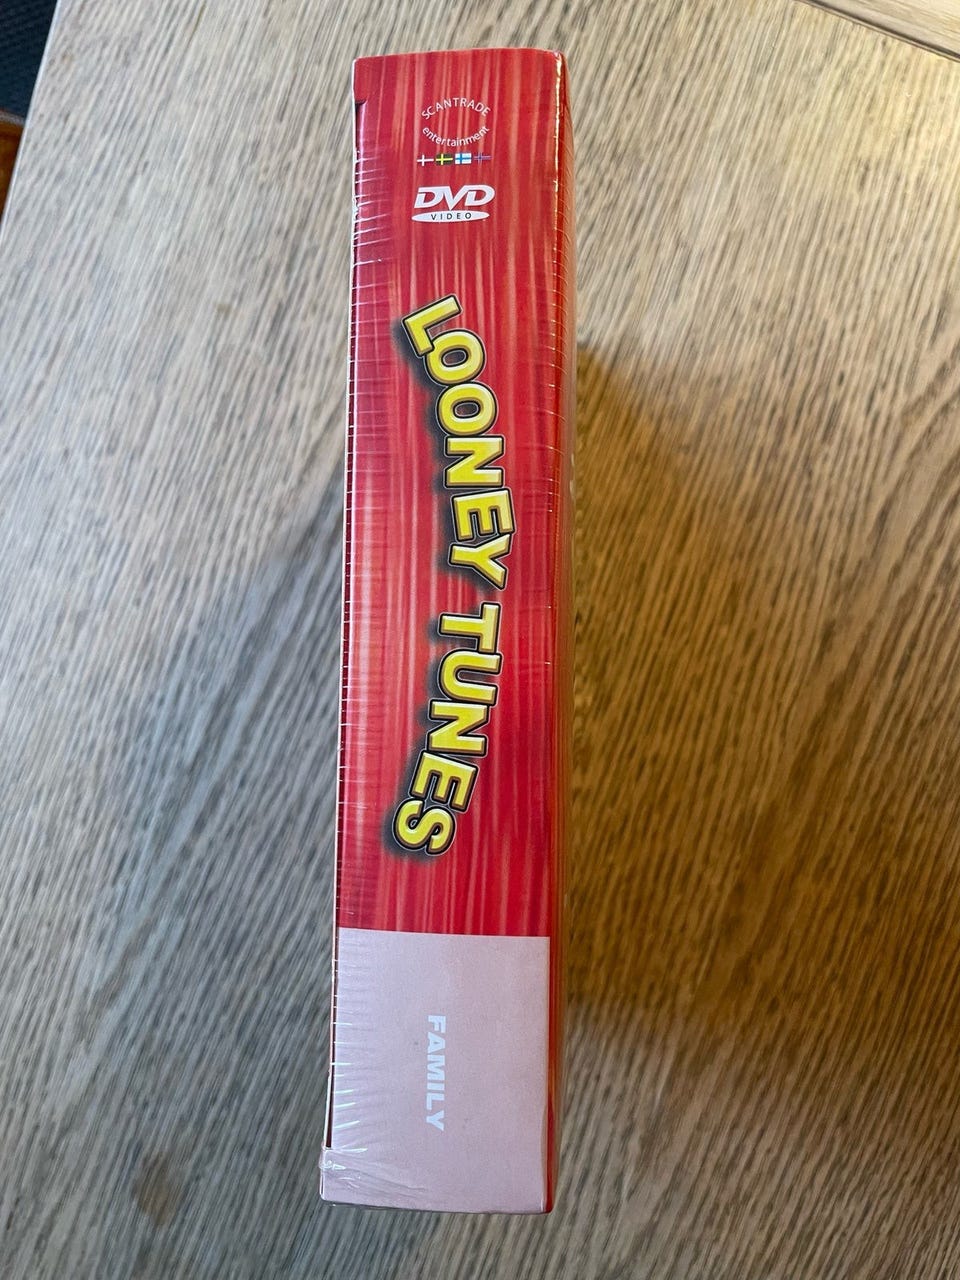 SCANTRADE
entertainment
DVD
VIDEO
LOONEY TUNES
FAMILY